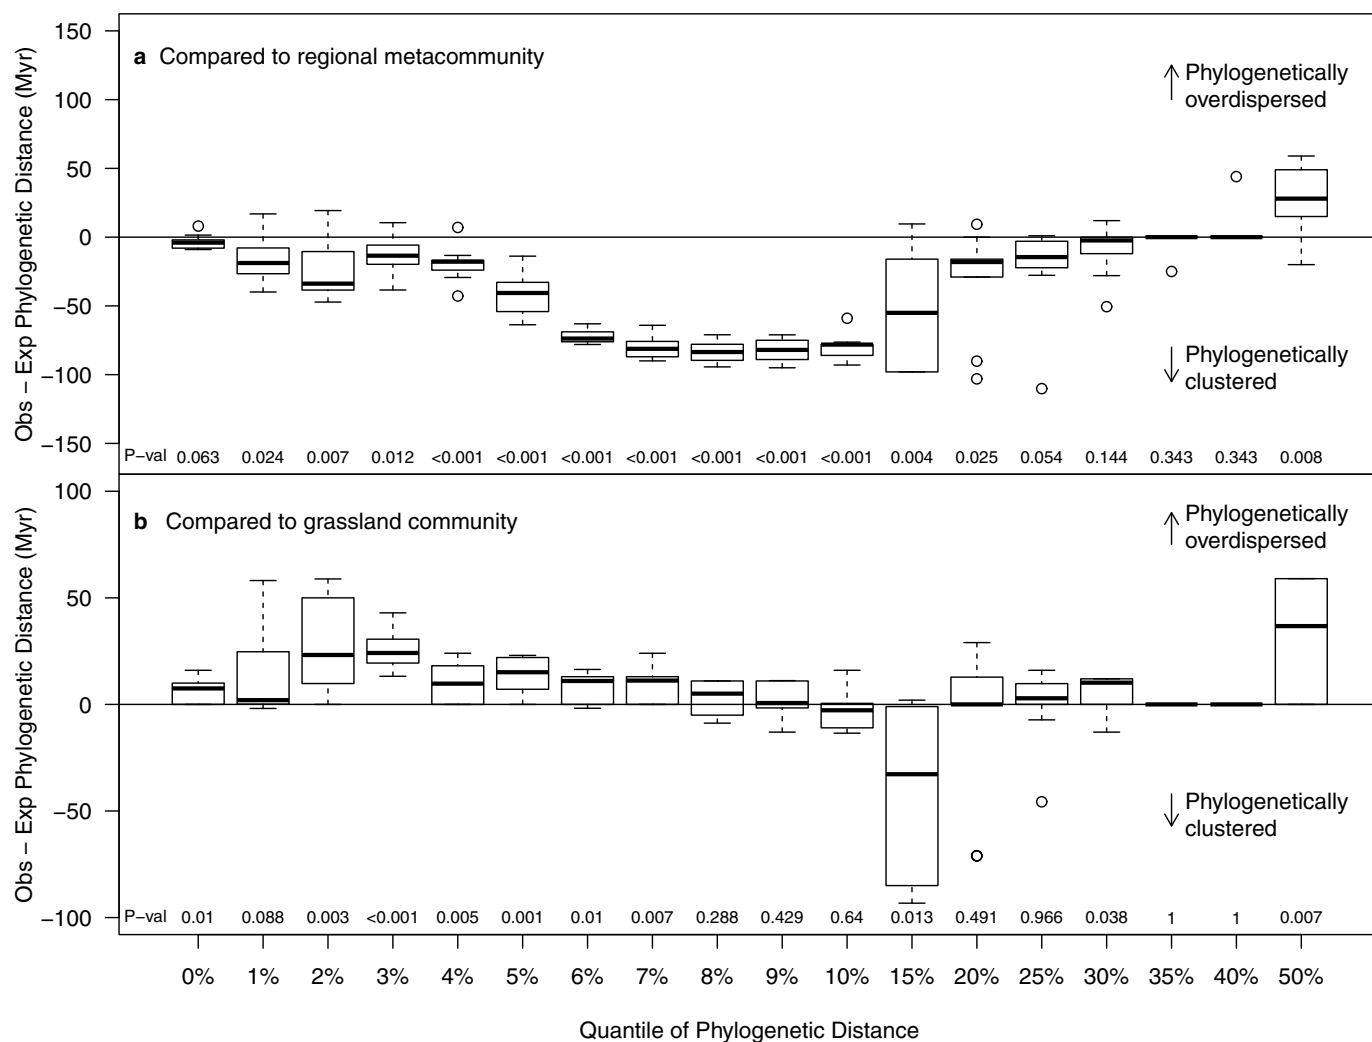 a Compared to regional metacommunity
Obs − Exp Phylogenetic Distance (Myr)
150
100
50
0
−50
−100
−150
Phylogenetically
overdispersed
Phylogenetically
clustered
P−val 0.063 0.024 0.007 0.012 <0.001 <0.001 <0.001 <0.001 <0.001 <0.001 <0.001 0.004 0.025 0.054 0.144 0.343 0.343 0.008
b Compared to grassland community
Obs − Exp Phylogenetic Distance (Myr)
100
50
0
−50
−100
Phylogenetically
overdispersed
Phylogenetically
clustered
P−val 0.01 0.088 0.003 <0.001 0.005 0.001 0.01 0.007 0.288 0.429 0.64 0.013 0.491 0.966 0.038 1 1 0.007
0% 1% 2% 3% 4% 5% 6% 7% 8% 9% 10% 15% 20% 25% 30% 35% 40% 50%
Quantile of Phylogenetic Distance